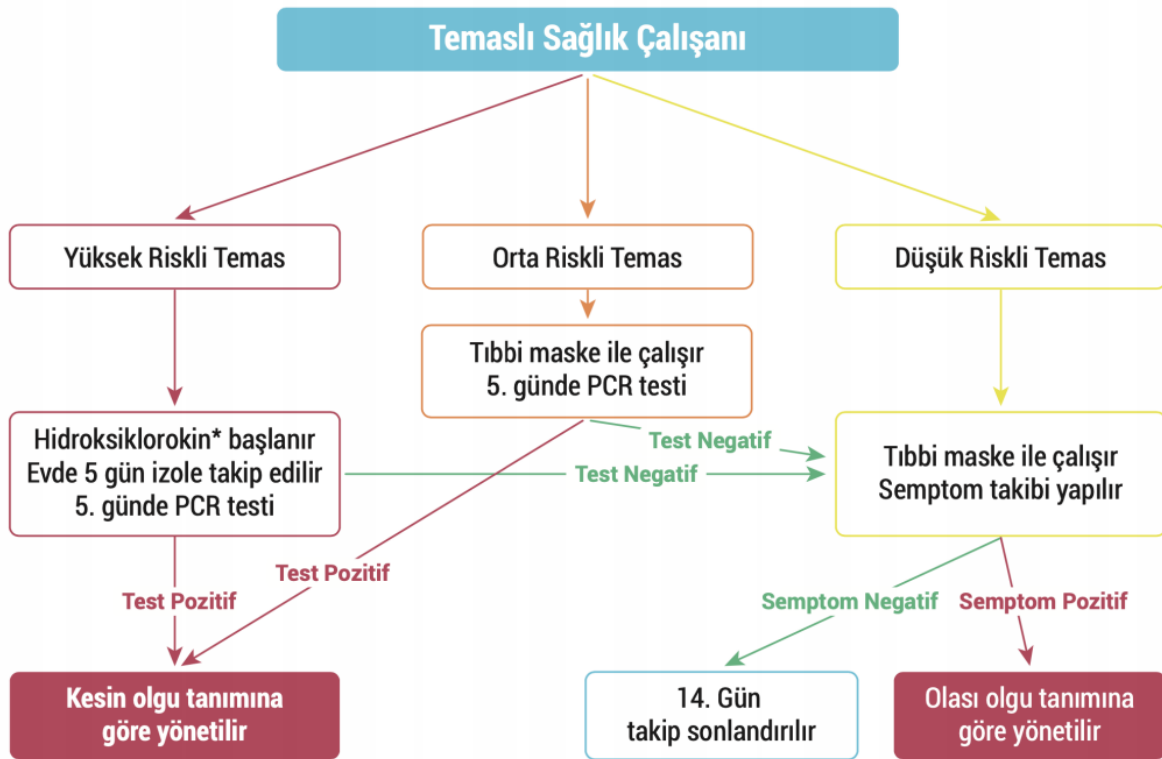 Temaslı Sağlık Çalışanı
Yüksek Riskli Temas
Orta Riskli Temas
Düşük Riskli Temas
Tıbbi maske ile çalışır
5. günde PCR testi
Hidroksiklorokin* başlanır
Evde 5 gün izole takip edilir
5. günde PCR testi
Test Negatif
Test Negatif
Tıbbi maske ile çalışır
Semptom takibi yapılır
Test Pozitif
Test Pozitif
Semptom Negatif
Semptom Pozitif
Kesin olgu tanımına
göre yönetilir
14. Gün
takip sonlandırılır
Olası olgu tanımına
göre yönetilir